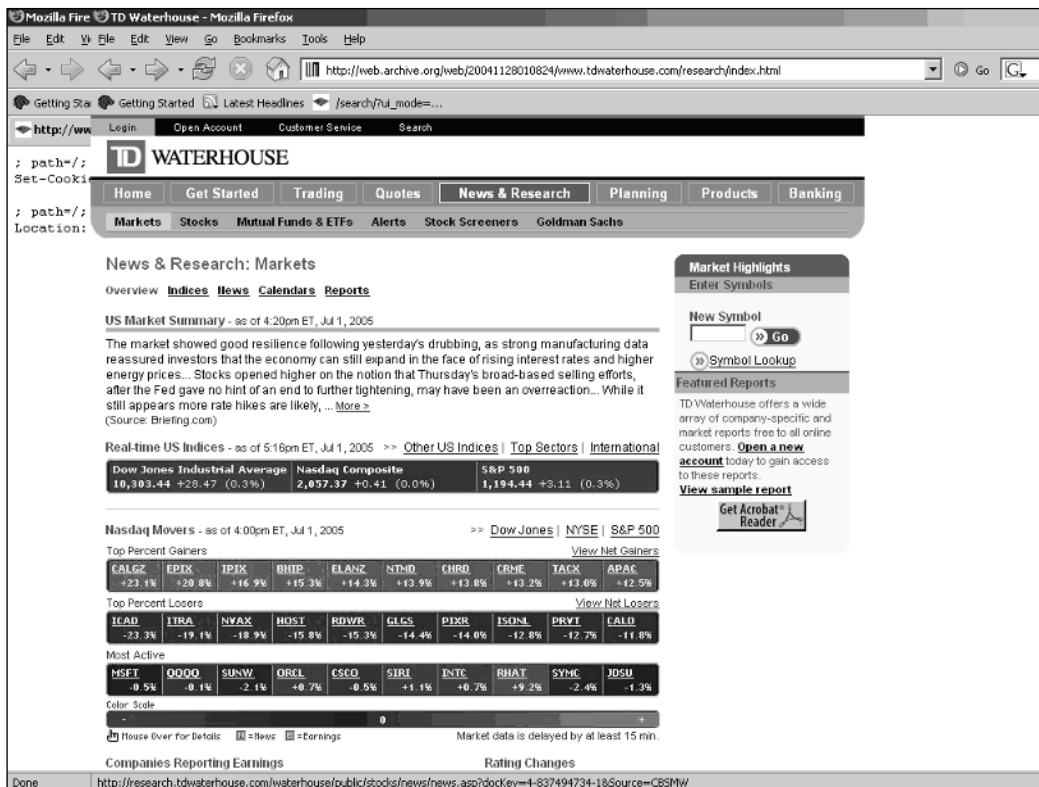 Mozilla Fire TD Waterhouse - Mozilla Firefox
File Edit Vi File Edit View Go Bookmarks Tools Help
http://web.archive.org/web/20041128010824/www.tdwaterhouse.com/research/index.html Go G
Getting Sta Getting Started Latest Headlines /search/?ui_mode=...
http://ww
; path=/;
Set-Cookie
; path=/;
Location:
Login Open Account Customer Service Search
TD WATERHOUSE
Home Get Started Trading Quotes News & Research Planning Products Banking
Markets Stocks Mutual Funds & ETFs Alerts Stock Screeners Goldman Sachs
News & Research: Markets
Overview Indices News Calendars Reports
US Market Summary - as of 4:20pm ET, Jul 1, 2005
The market showed good resilience following yesterday's drubbing, as strong manufacturing data
reassured investors that the economy can still expand in the face of rising interest rates and higher
energy prices... Stocks opened higher on the notion that Thursday's broad-based selling efforts,
after the Fed gave no hint of an end to further tightening, may have been an overreaction... While it
still appears more rate hikes are likely, ... More >
(Source: Briefing.com)
Real-time US Indices - as of 5:16pm ET, Jul 1, 2005 >> Other US Indices | Top Sectors | International
Dow Jones Industrial Average Nasdaq Composite S&P 500
10,303.44 +28.47 (0.3%) 2,057.37 +0.41 (0.0%) 1,194.44 +3.11 (0.3%)
Nasdaq Movers - as of 4:00pm ET, Jul 1, 2005 >> Dow Jones | NYSE | S&P 500
Top Percent Gainers View Net Gainers
CALGZ EPIX IPIX BHIP ELANZ NTMD CHRD CRME TACX APAC
+23.1% +20.8% +16.9% +15.3% +14.3% +13.9% +13.8% +13.2% +13.0% +12.5%
Top Percent Losers View Net Losers
ICAD ITRA NVAX HOST RDWR GLGS PIXR ISONL PRVT CALD
-23.3% -19.1% -18.9% -15.8% -15.3% -14.4% -14.0% -12.8% -12.7% -11.8%
Most Active
MSFT QQQQ SUNW ORCL CSCO SIRI INTC RHAT SYMC JDSU
-0.5% -0.1% -2.1% +0.7% -0.5% +1.1% +0.7% +9.2% -2.4% -1.3%
Color Scale
- 0 +
Mouse Over for Details =News E =Earnings Market data is delayed by at least 15 min.
Companies Reporting Earnings Rating Changes
Market Highlights
Enter Symbols
New Symbol
Go
Symbol Lookup
Featured Reports
TD Waterhouse offers a wide
array of company-specific and
market reports free to all online
customers. Open a new
account today to gain access
to these reports.
View sample report
Get Acrobat®
Reader
Done http://research.tdwaterhouse.com/waterhouse/public/stocks/news/news.asp?docKey=4-837494734-1&Source=CBSMW